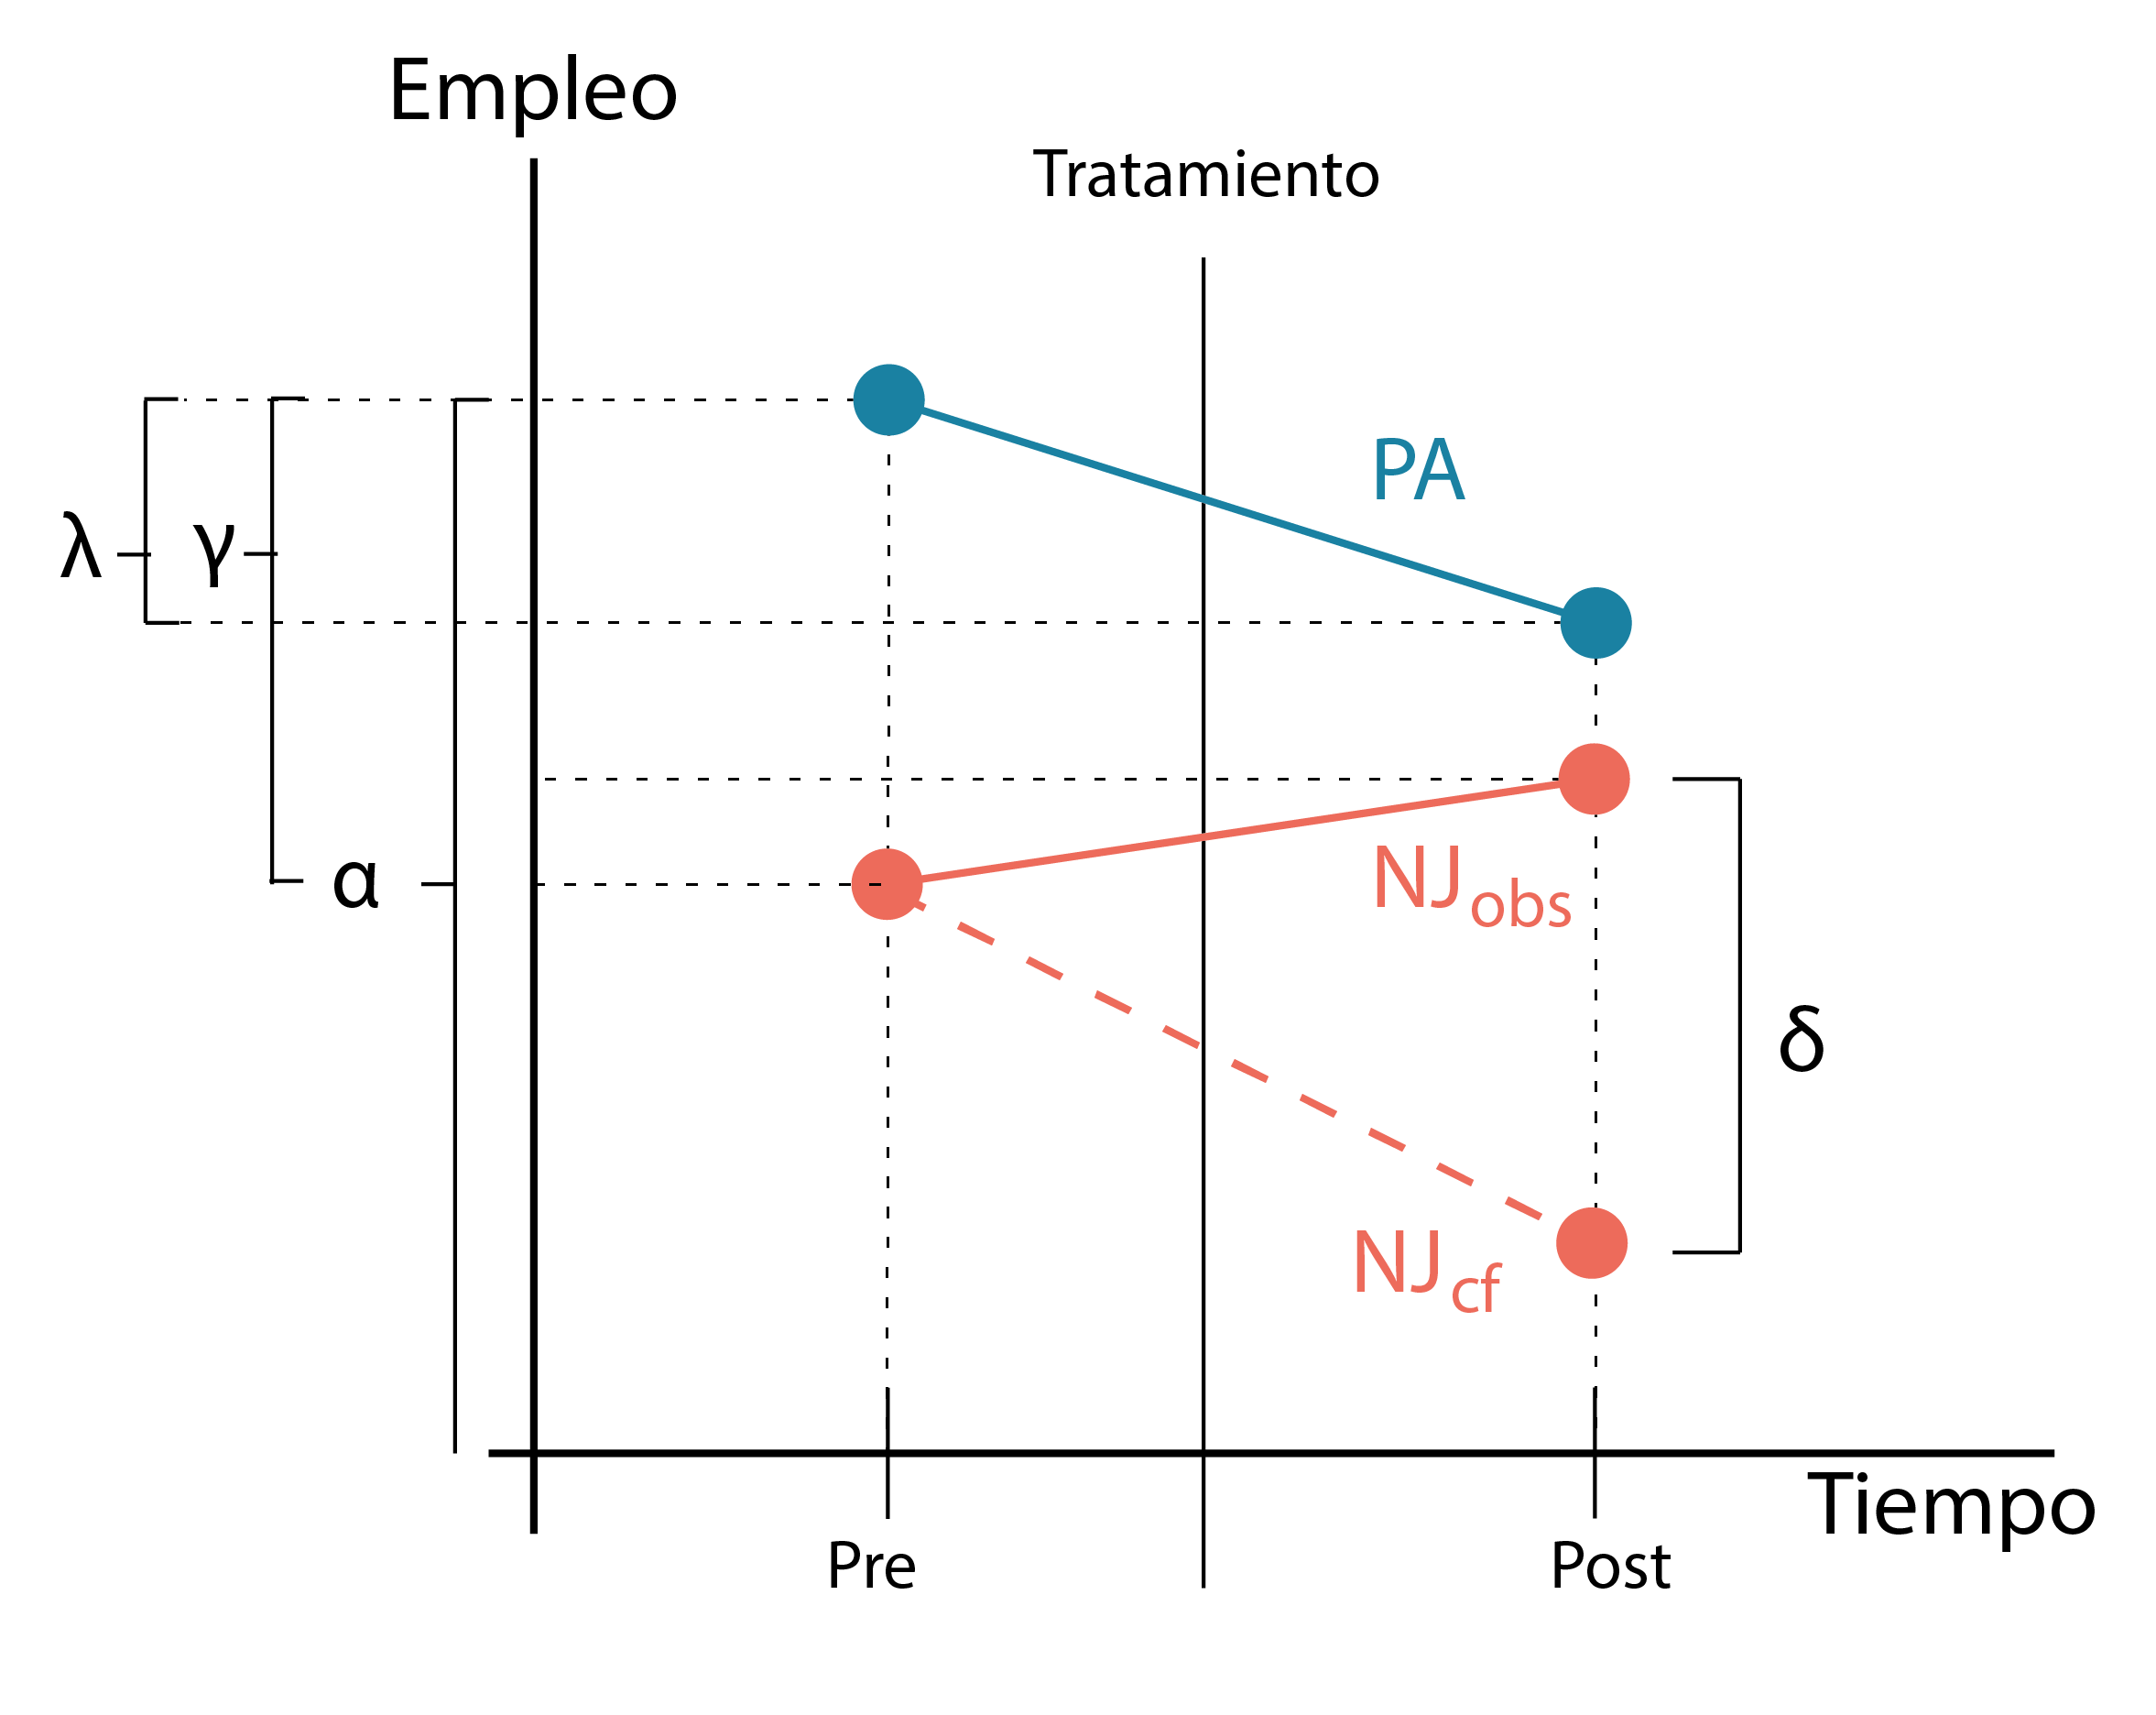 Empleo
Tratamiento
PA
λ
γ
α
NJobs
δ
NJcf
Tiempo
Pre
Post